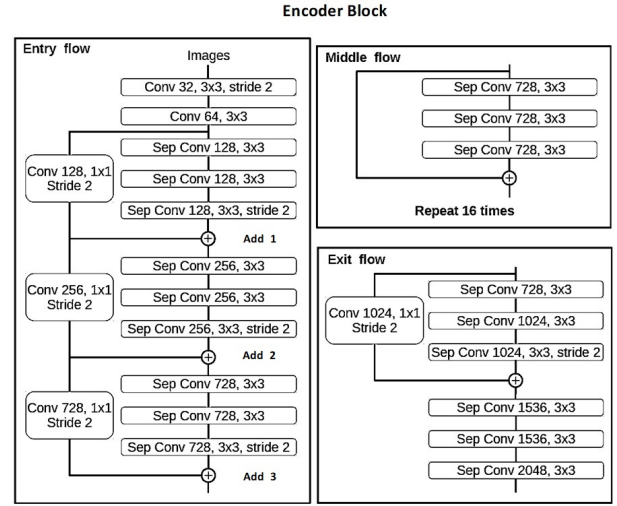 Encoder Block
Entry flow
Images
Conv 32, 3x3, stride 2
Conv 64, 3x3
Sep Conv 128, 3x3
Conv 128, 1x1
Stride 2
Sep Conv 128, 3x3
Sep Conv 128, 3x3, stride 2
Add 1
Sep Conv 256, 3x3
Conv 256, 1x1
Stride 2
Sep Conv 256, 3x3
Sep Conv 256, 3x3, stride 2
Add 2
Sep Conv 728, 3x3
Conv 728, 1x1
Stride 2
Sep Conv 728, 3x3
Sep Conv 728, 3x3, stride 2
Add 3
Middle flow
Sep Conv 728, 3x3
Sep Conv 728, 3x3
Sep Conv 728, 3x3
Repeat 16 times
Exit flow
Sep Conv 728, 3x3
Conv 1024, 1x1
Stride 2
Sep Conv 1024, 3x3
Sep Conv 1024, 3x3, stride 2
Sep Conv 1536, 3x3
Sep Conv 1536, 3x3
Sep Conv 2048, 3x3